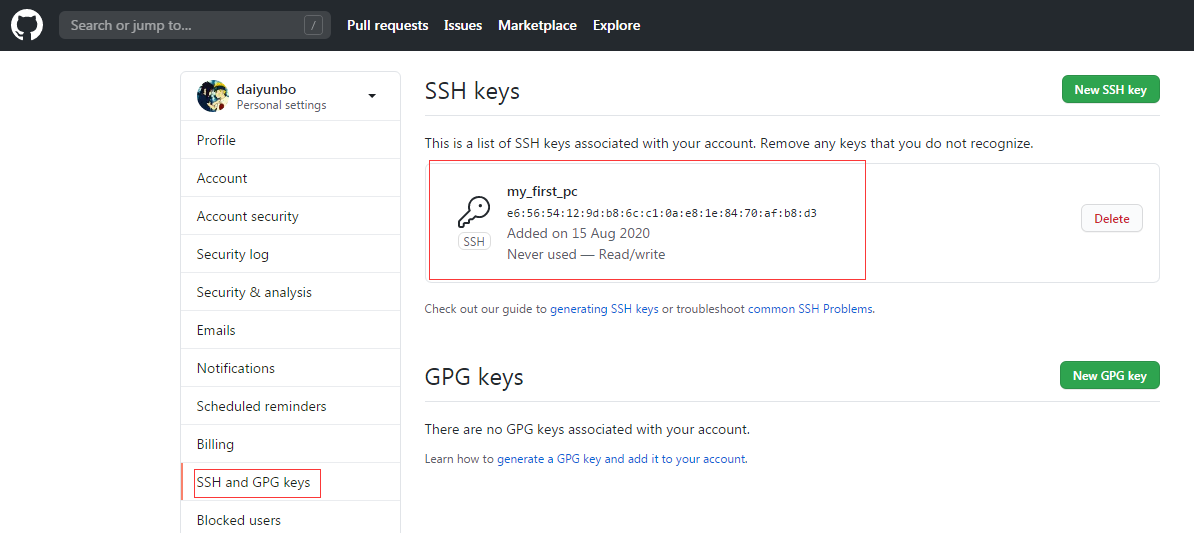 Search or jump to... / Pull requests Issues Marketplace Explore
daiyunbo
Personal settings
Profile
Account
Account security
Security log
Security & analysis
Emails
Notifications
Scheduled reminders
Billing
SSH and GPG keys
Blocked users
SSH keys
New SSH key
This is a list of SSH keys associated with your account. Remove any keys that you do not recognize.
SSH
my_first_pc
e6:56:54:12:9d:b8:6c:c1:0a:e8:1e:84:70:af:b8:d3
Added on 15 Aug 2020
Never used — Read/write
Delete
Check out our guide to generating SSH keys or troubleshoot common SSH Problems.
GPG keys
New GPG key
There are no GPG keys associated with your account.
Learn how to generate a GPG key and add it to your account.